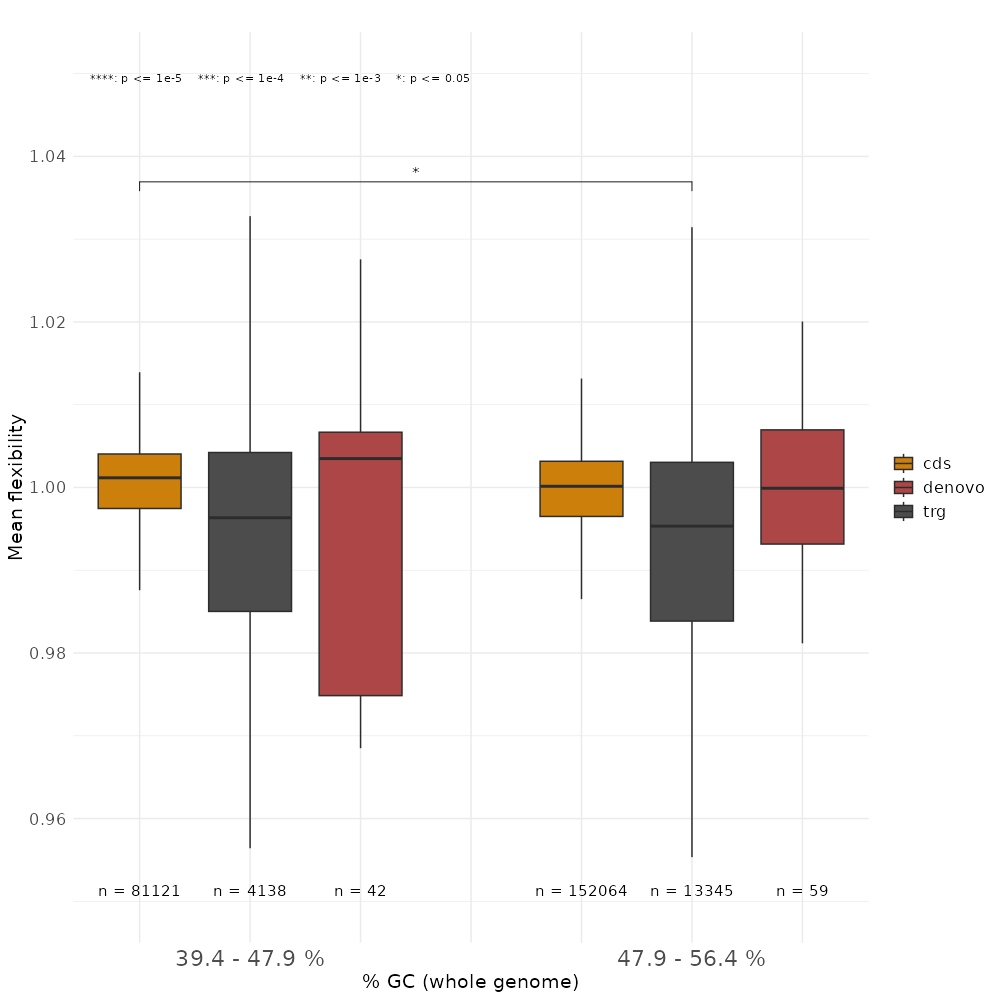 ****: p <= 1e-5 ***: p <= 1e-4 **: p <= 1e-3 *: p <= 0.05
1.04
*
1.02
1.00
0.98
0.96
Mean flexibility
cds
denovo
trg
n = 81121 n = 4138 n = 42 n = 152064 n = 13345 n = 59
39.4 - 47.9 % 47.9 - 56.4 %
% GC (whole genome)